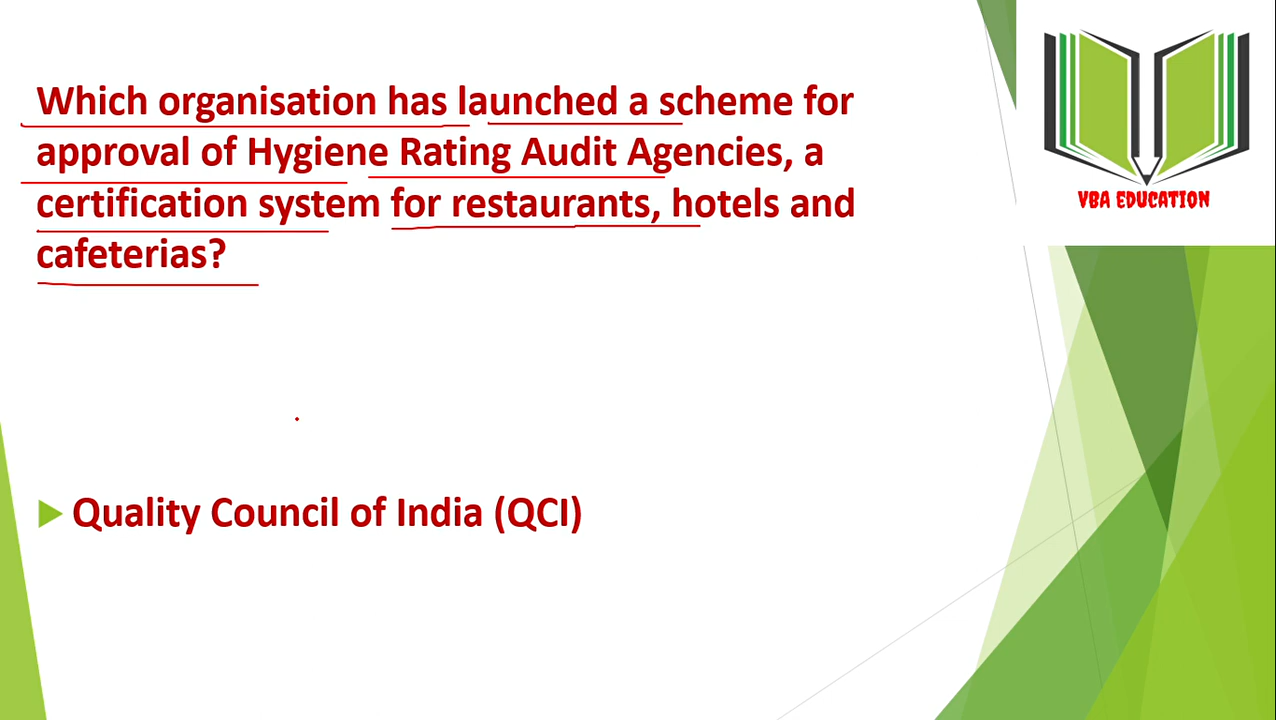 Which organisation has launched a scheme for
approval of Hygiene Rating Audit Agencies, a
certification system for restaurants, hotels and
cafeterias?
VBA EDUCATION
Quality Council of India (QCI)